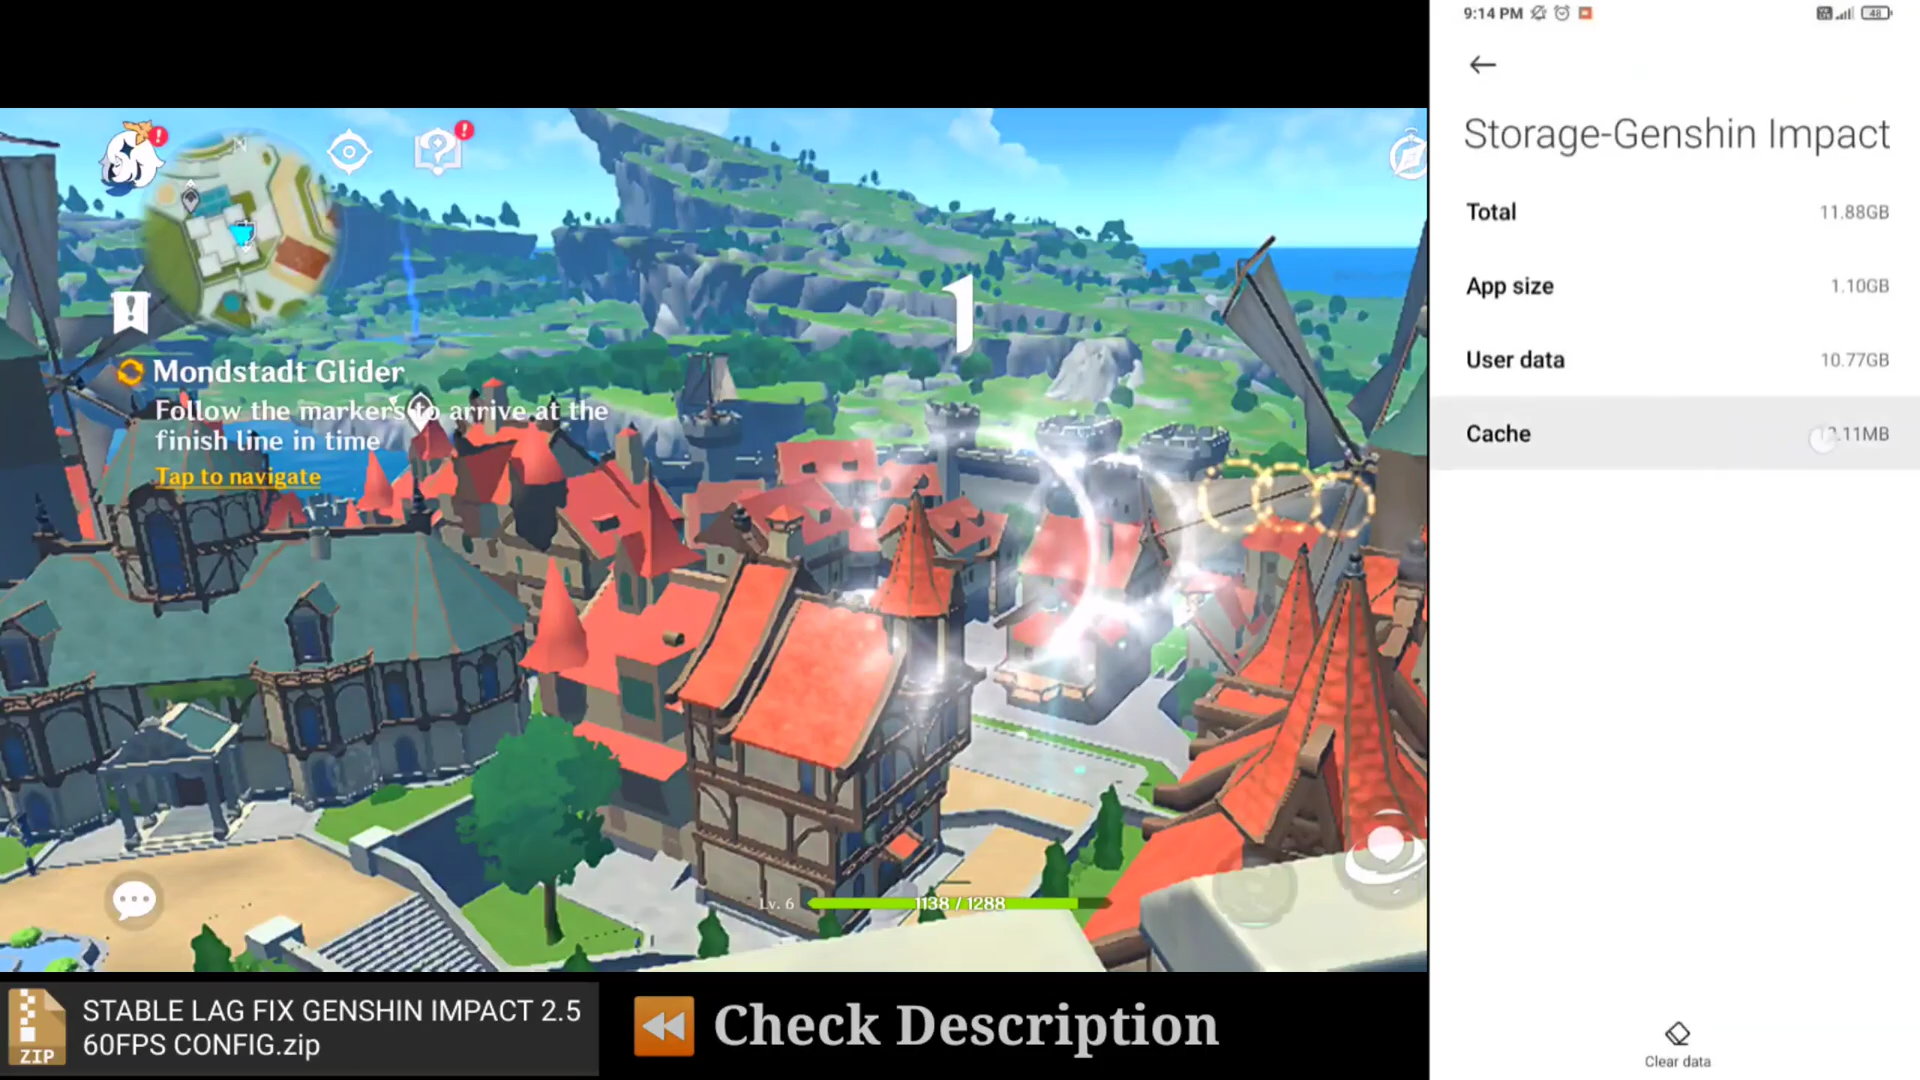 9:14 PM
48
Storage-Genshin Impact
Total 11.88GB
App size 1.10GB
User data 10.77GB
Cache .11MB
Clear data
N
Mondstadt Glider
Follow the markers to arrive at the
finish line in time
Tap to navigate
1
Lv. 6 1138 / 1288
ZIP
STABLE LAG FIX GENSHIN IMPACT 2.5
60FPS CONFIG.zip
Check Description